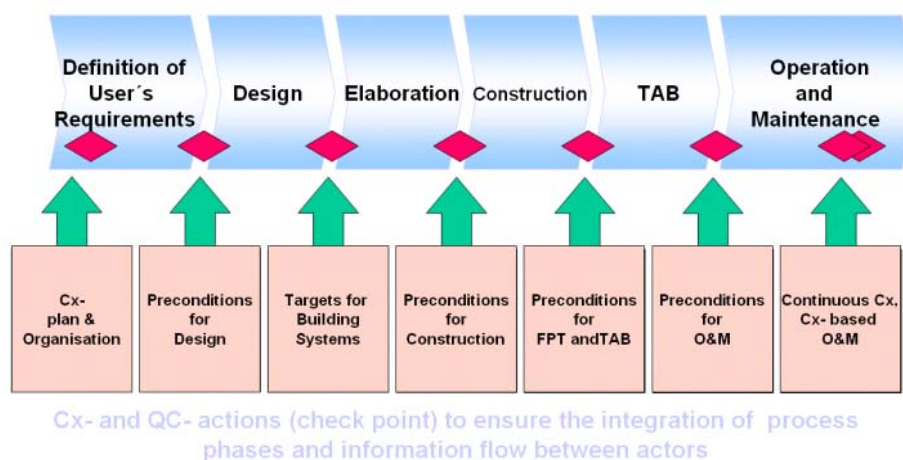 Definition of
User´s
Requirements
Design
Elaboration
Construction
TAB
Operation
and
Maintenance
Cx-
plan &
Organisation
Preconditions
for
Design
Targets for
Building
Systems
Preconditions
for
Construction
Preconditions
for
FPT andTAB
Preconditions
for
O&M
Continuous Cx,
Cx- based
O&M
Cx- and QC- actions (check point) to ensure the integration of process
phases and information flow between actors